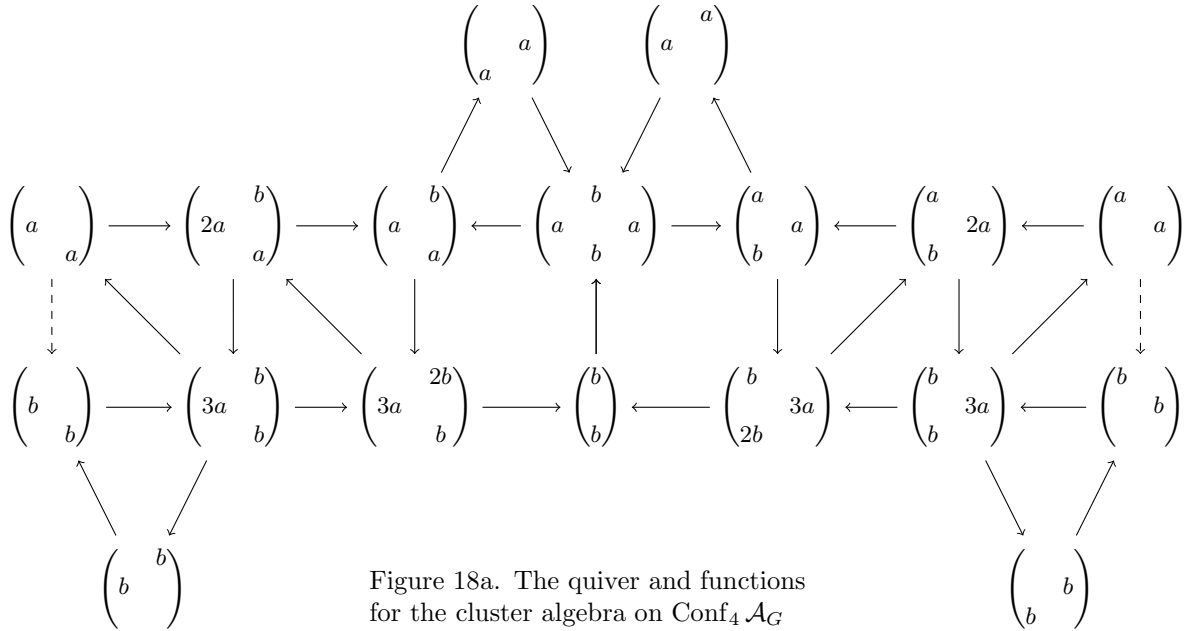 ( a a ) ( a a )
( a a ) ( 2a b a ) ( a b a ) ( a b b a ) ( a b a ) ( a b 2a ) ( a a )
( b b ) ( 3a b b ) ( 3a 2b b ) ( b b ) ( b 2b 3a ) ( b b 3a ) ( b b )
( b b ) ( b b )
Figure 18a. The quiver and functions
for the cluster algebra on Conf₄ 𝒜_G